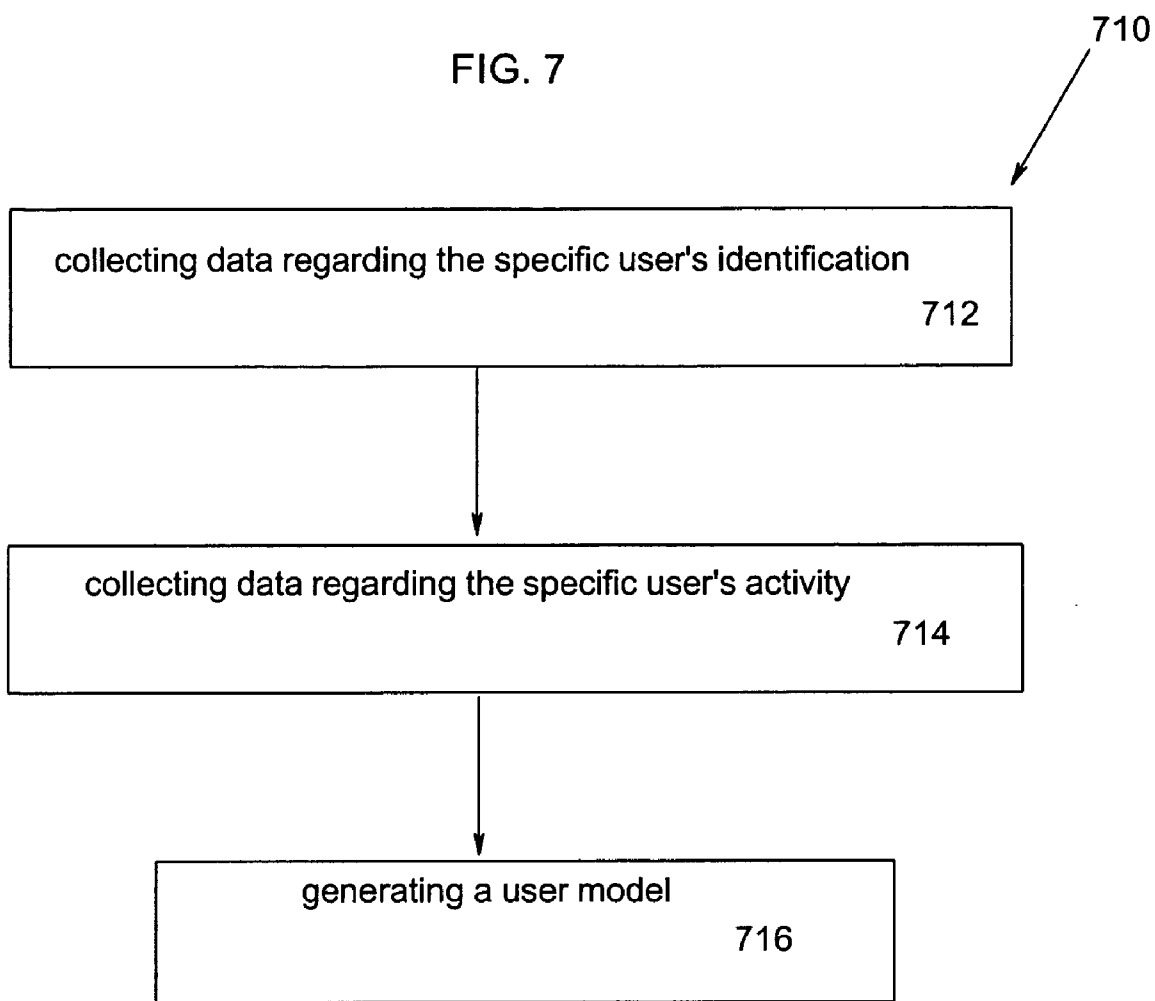 710
FIG. 7
collecting data regarding the specific user's identification
712
collecting data regarding the specific user's activity
714
generating a user model
716